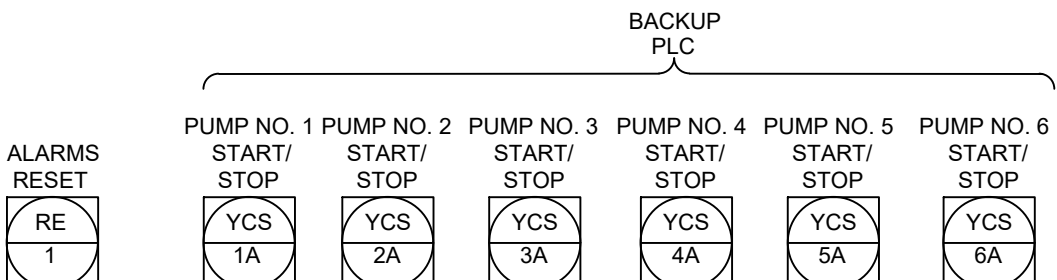 BACKUP
PLC
PUMP NO. 1 PUMP NO. 2 PUMP NO. 3 PUMP NO. 4 PUMP NO. 5 PUMP NO. 6
ALARMS START/ START/ START/ START/ START/ START/
RESET STOP STOP STOP STOP STOP STOP
RE YCS YCS YCS YCS YCS YCS
1 1A 2A 3A 4A 5A 6A